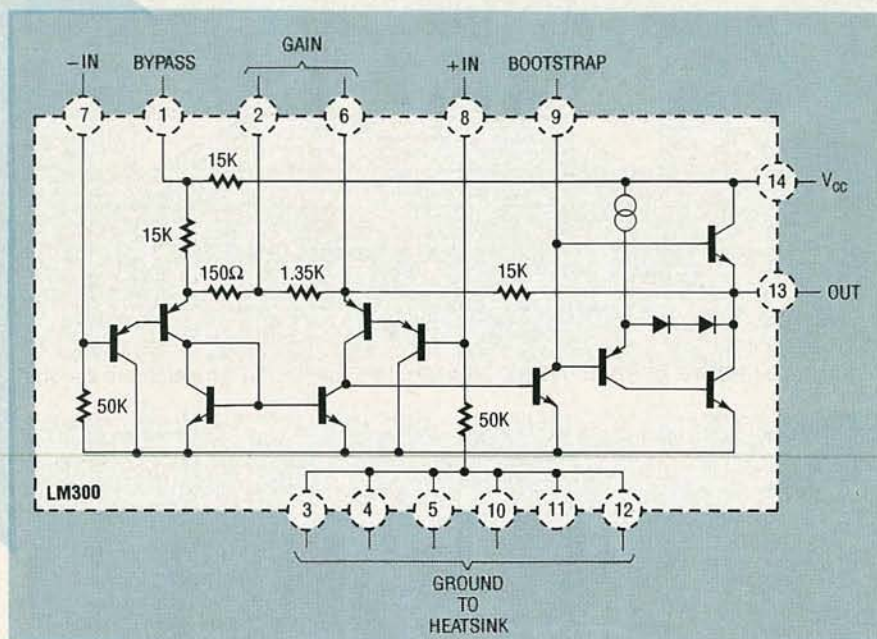 GAIN
−IN BYPASS +IN BOOTSTRAP
7 1 2 6 8 9
15K
14 V_CC
15K
150Ω 1.35K 15K
13 OUT
50K
50K
LM300
3 4 5 10 11 12
GROUND
TO
HEATSINK